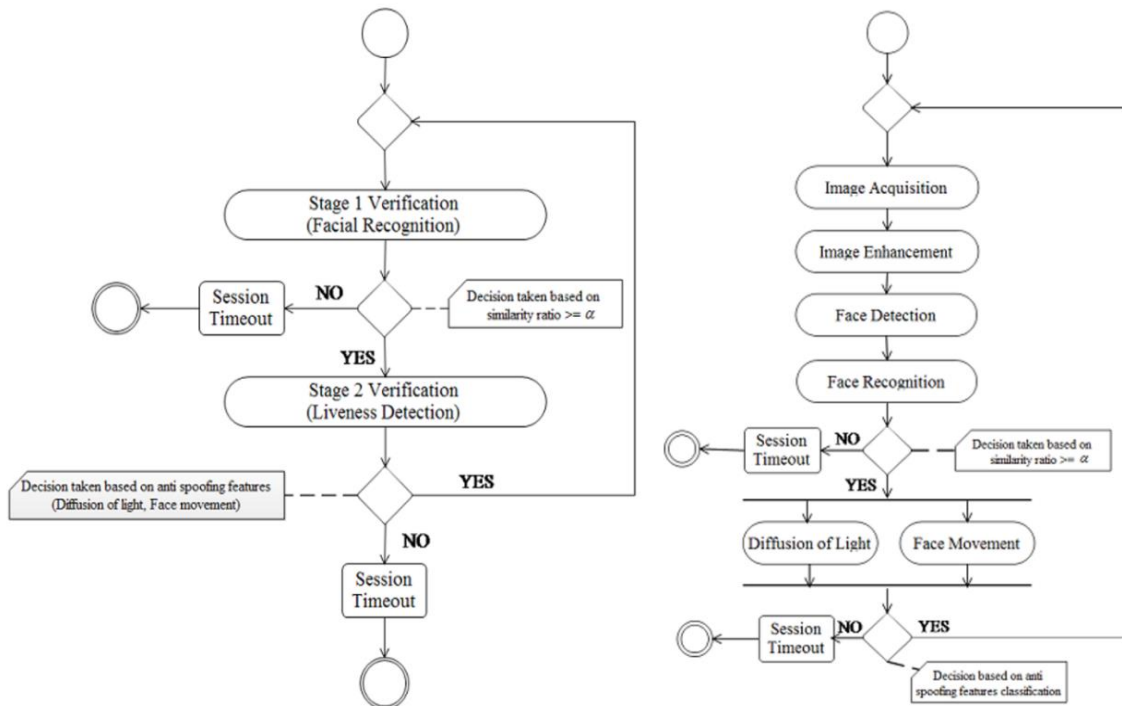 Stage 1 Verification
(Facial Recognition)
Session
Timeout
NO
Decision taken based on
similarity ratio >= α
YES
Stage 2 Verification
(Liveness Detection)
Decision taken based on anti spoofing features
(Diffusion of light, Face movement)
YES
NO
Session
Timeout
Image Acquisition
Image Enhancement
Face Detection
Face Recognition
Session
Timeout
NO
Decision taken based on
similarity ratio >= α
YES
Diffusion of Light
Face Movement
Session
Timeout
NO
YES
Decision based on anti
spoofing features classification